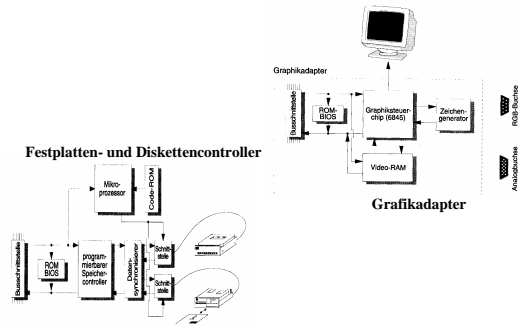 Graphikadapter
Busschnittstelle
ROM-
BIOS
Graphiksteuer-
chip (6845)
Zeichen-
generator
Video-RAM
RGB-Buchse
Analogbuchse
Grafikadapter
Festplatten- und Diskettencontroller
Mikro-
prozessor
Code-ROM
Busschnittstelle
ROM
BIOS
program-
mierbarer
Speicher-
controller
Daten-
synchronisierer
Schnitt-
stelle
Schnitt-
stelle